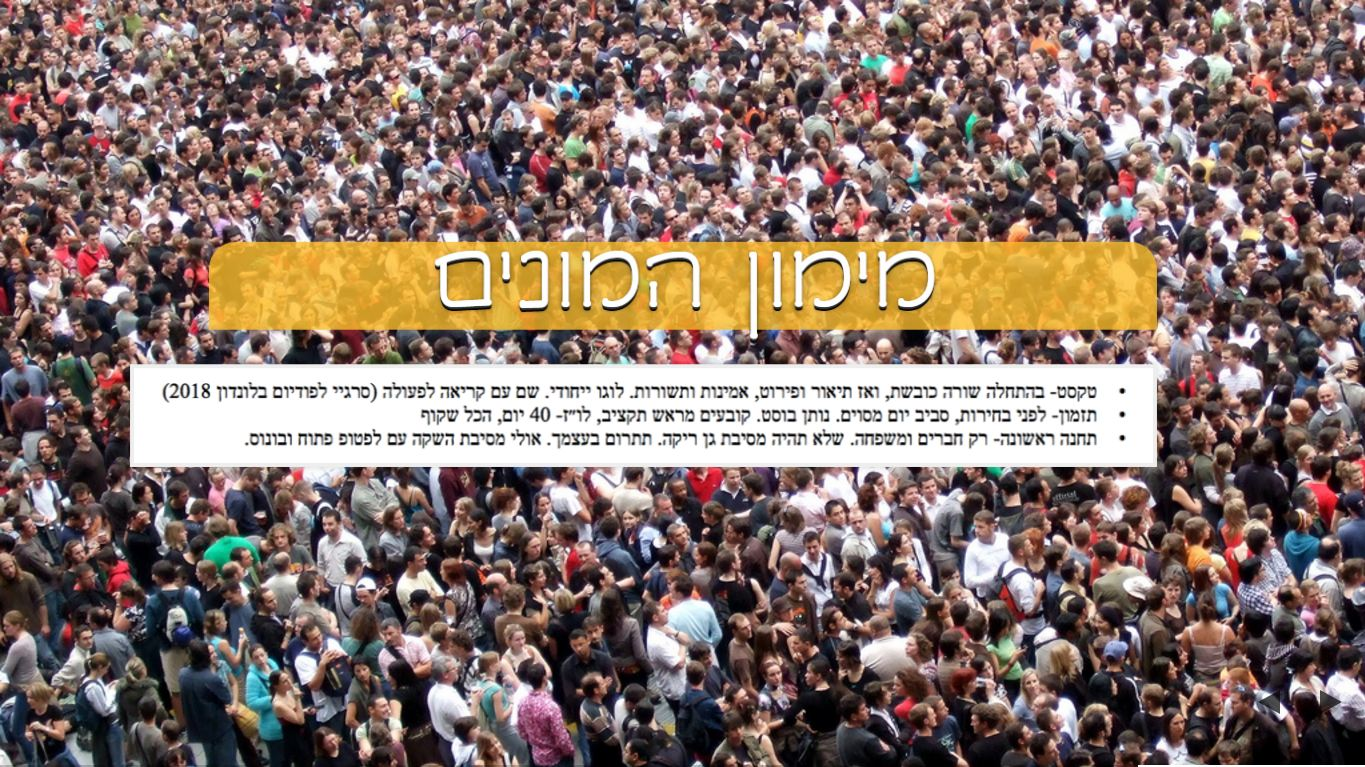 מימון המונים
• טקסט- בהתחלה שורה כובשת, ואז תיאור ופירוט, אמינות ותשורות. לוגו ייחודי. שם עם קריאה לפעולה (סרגיי לפודיום בלונדון 2018)
• תזמון- לפני בחירות, סביב יום מסוים. נותן בוסט. קובעים מראש תקציב, לו״ז- 40 יום, הכל שקוף
• תחנה ראשונה- רק חברים ומשפחה. שלא תהיה מסיבת גן ריקה. תתרום בעצמך. אולי מסיבת השקה עם לפטופ פתוח ובונוס.